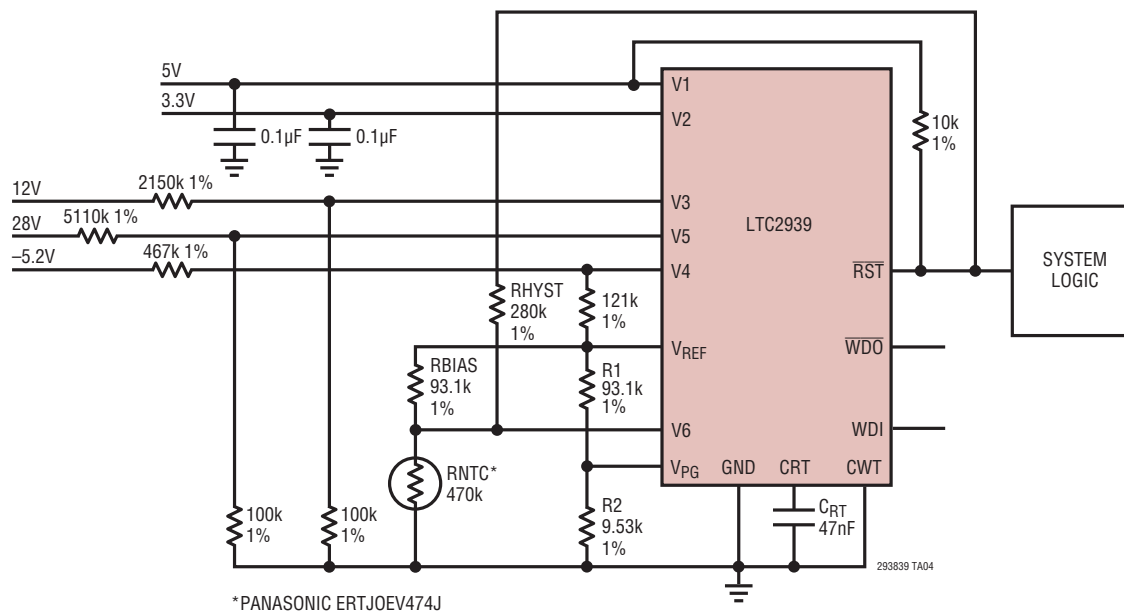 5V
3.3V
0.1µF
0.1µF
12V
2150k 1%
28V
5110k 1%
–5.2V
467k 1%
V1
V2
V3
V5
V4
VREF
V6
VPG
GND
CRT
CWT
LTC2939
RST
WDO
WDI
10k
1%
SYSTEM
LOGIC
RHYST
280k
1%
121k
1%
RBIAS
93.1k
1%
R1
93.1k
1%
RNTC*
470k
R2
9.53k
1%
100k
1%
100k
1%
CRT
47nF
293839 TA04
*PANASONIC ERTJOEV474J